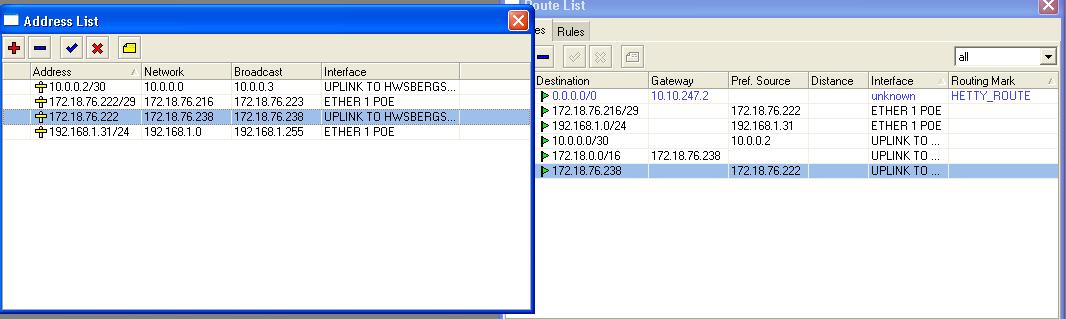 Address List
Address Network Broadcast Interface
10.0.0.2/30 10.0.0.0 10.0.0.3 UPLINK TO HWSBERGS...
172.18.76.222/29 172.18.76.216 172.18.76.223 ETHER 1 POE
172.18.76.222 172.18.76.238 172.18.76.238 UPLINK TO HWSBERGS...
192.168.1.31/24 192.168.1.0 192.168.1.255 ETHER 1 POE
Route List
es Rules
all
Destination Gateway Pref. Source Distance Interface Routing Mark
0.0.0.0/0 10.10.247.2 unknown HETTY_ROUTE
172.18.76.216/29 172.18.76.222 ETHER 1 POE
192.168.1.0/24 192.168.1.31 ETHER 1 POE
10.0.0.0/30 10.0.0.2 UPLINK TO ...
172.18.0.0/16 172.18.76.238 UPLINK TO ...
172.18.76.238 172.18.76.222 UPLINK TO ...